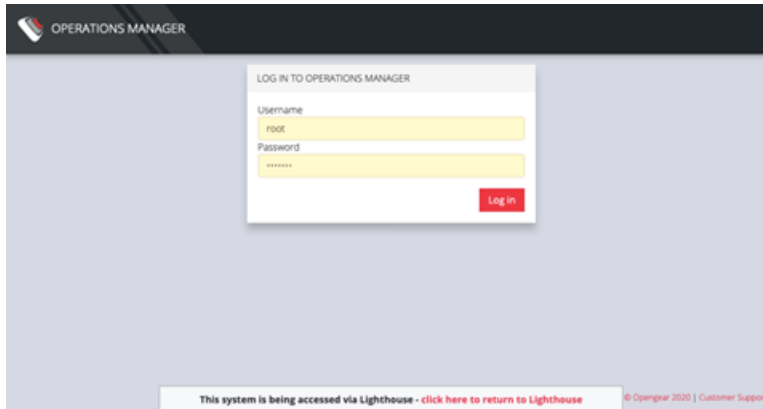 OPERATIONS MANAGER
LOG IN TO OPERATIONS MANAGER
Username
root
Password
•••••••
Log in
This system is being accessed via Lighthouse - click here to return to Lighthouse
© Opengear 2020 | Customer Suppor